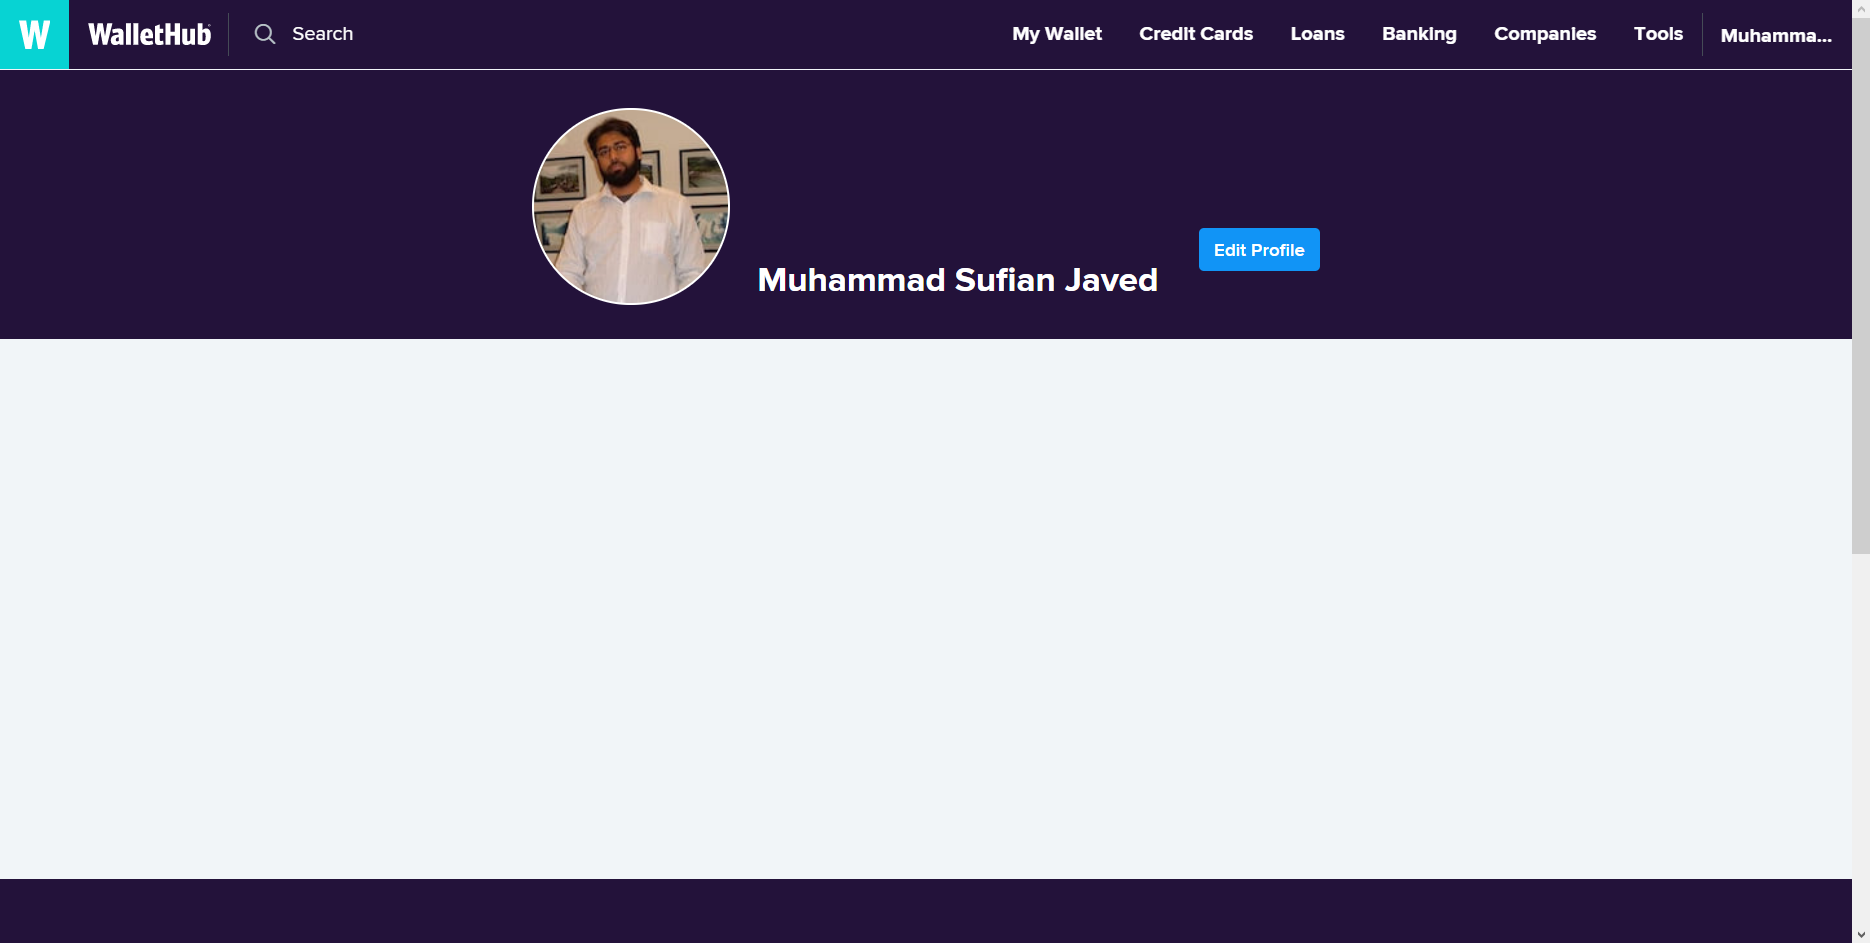 W WalletHub Search My Wallet Credit Cards Loans Banking Companies Tools Muhamma...
Edit Profile
Muhammad Sufian Javed